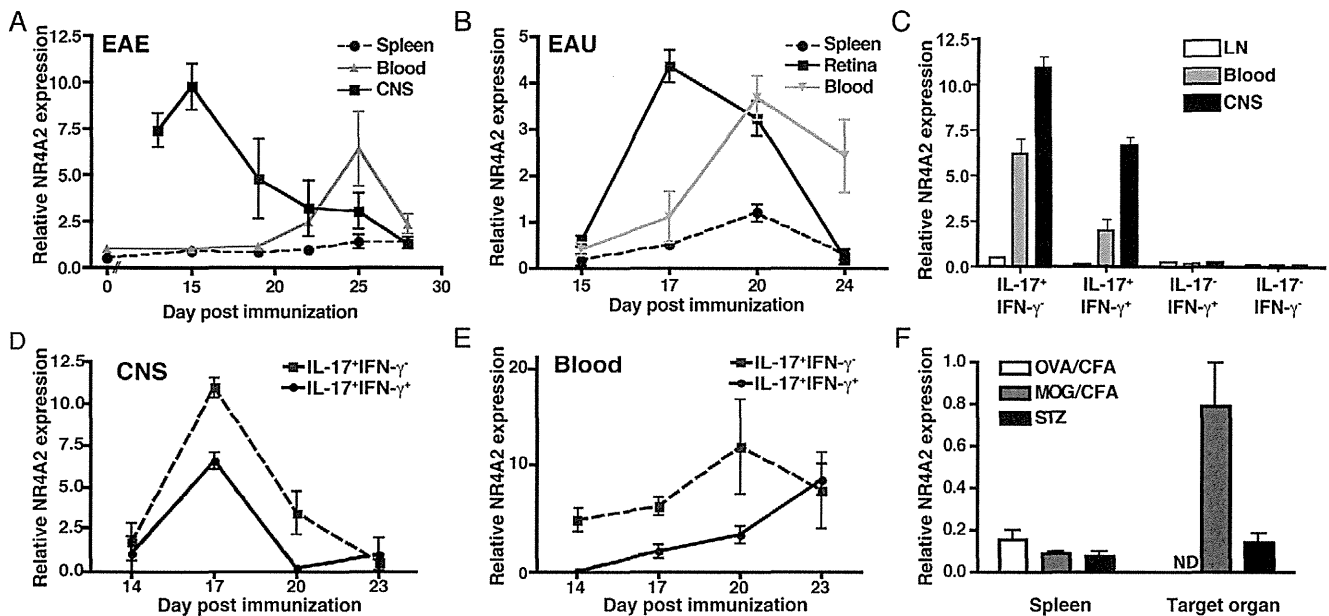 A
EAE
Relative NR4A2 expression
12.5
10.0
7.5
5.0
2.5
0.0
Spleen
Blood
CNS
0 15 20 25 30
Day post immunization
B
EAU
Relative NR4A2 expression
5
4
3
2
1
0
Spleen
Retina
Blood
15 17 20 24
Day post immunization
C
Relative NR4A2 expression
12.5
10.0
7.5
5.0
2.5
0.0
LN
Blood
CNS
IL-17+ IL-17+ IL-17- IL-17-
IFN-γ- IFN-γ+ IFN-γ+ IFN-γ-
D
CNS
Relative NR4A2 expression
12.5
10.0
7.5
5.0
2.5
0.0
IL-17+IFN-γ-
IL-17+IFN-γ+
14 17 20 23
Day post immunization
E
Blood
Relative NR4A2 expression
20
10
0
IL-17+IFN-γ-
IL-17+IFN-γ+
14 17 20 23
Day post immunization
F
Relative NR4A2 expression
1.0
0.8
0.6
0.4
0.2
0.0
OVA/CFA
MOG/CFA
STZ
ND
Spleen Target organ